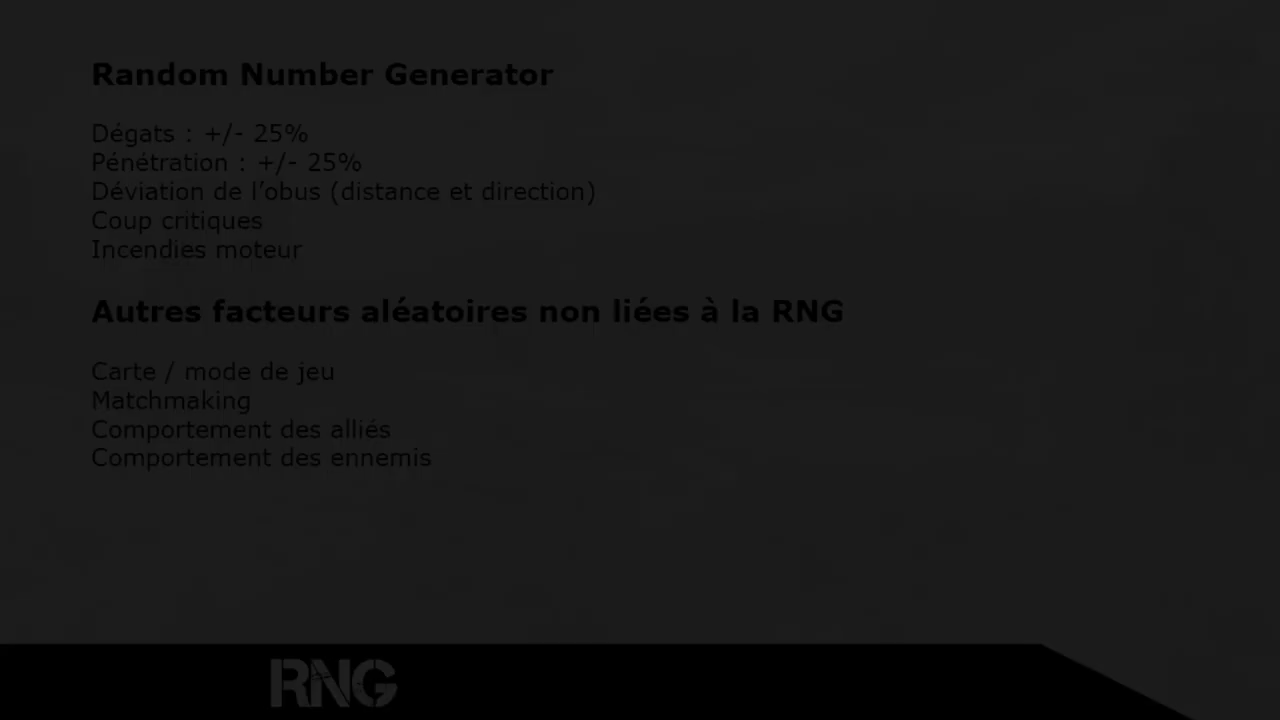 Random Number Generator
Dégats : +/- 25%
Pénétration : +/- 25%
Déviation de l’obus (distance et direction)
Coup critiques
Incendies moteur
Autres facteurs aléatoires non liées à la RNG
Carte / mode de jeu
Matchmaking
Comportement des alliés
Comportement des ennemis
RNG